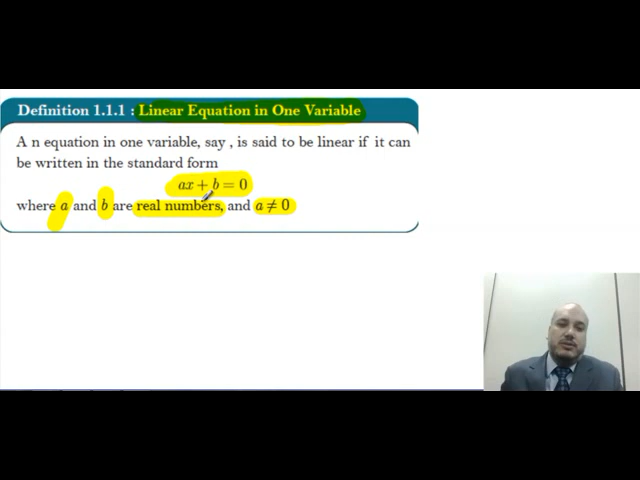 Definition 1.1.1 : Linear Equation in One Variable
A n equation in one variable, say , is said to be linear if it can
be written in the standard form
ax + b = 0
where a and b are real numbers, and a ≠ 0